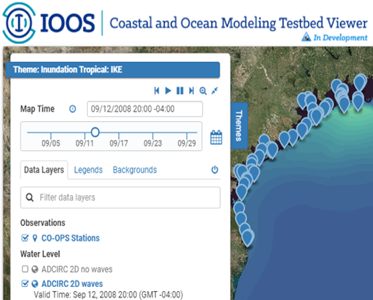 IOOS
Coastal and Ocean Modeling Testbed Viewer
In Development
Theme: Inundation Tropical: IKE
Map Time
09/12/2008 20:00 -04:00
09/05 09/11 09/17 09/23 09/29
Themes
Data Layers Legends Backgrounds
Filter data layers
Observations
CO-OPS Stations
Water Level
ADCIRC 2D no waves
ADCIRC 2D waves
Valid Time: Sep 12, 2008 20:00 (GMT -04:00)